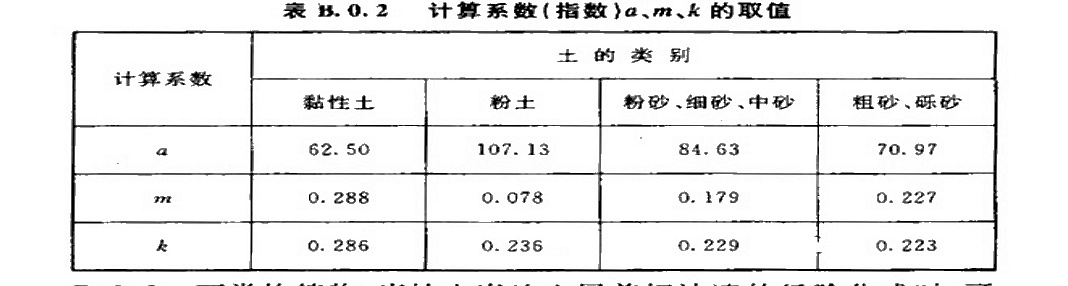 表 B.0.2 计算系数(指数)a、m、k 的取值
计算系数 土的类别
黏性土 粉土 粉砂、细砂、中砂 粗砂、砾砂
a 62.50 107.13 84.63 70.97
m 0.288 0.078 0.179 0.227
k 0.286 0.236 0.229 0.223